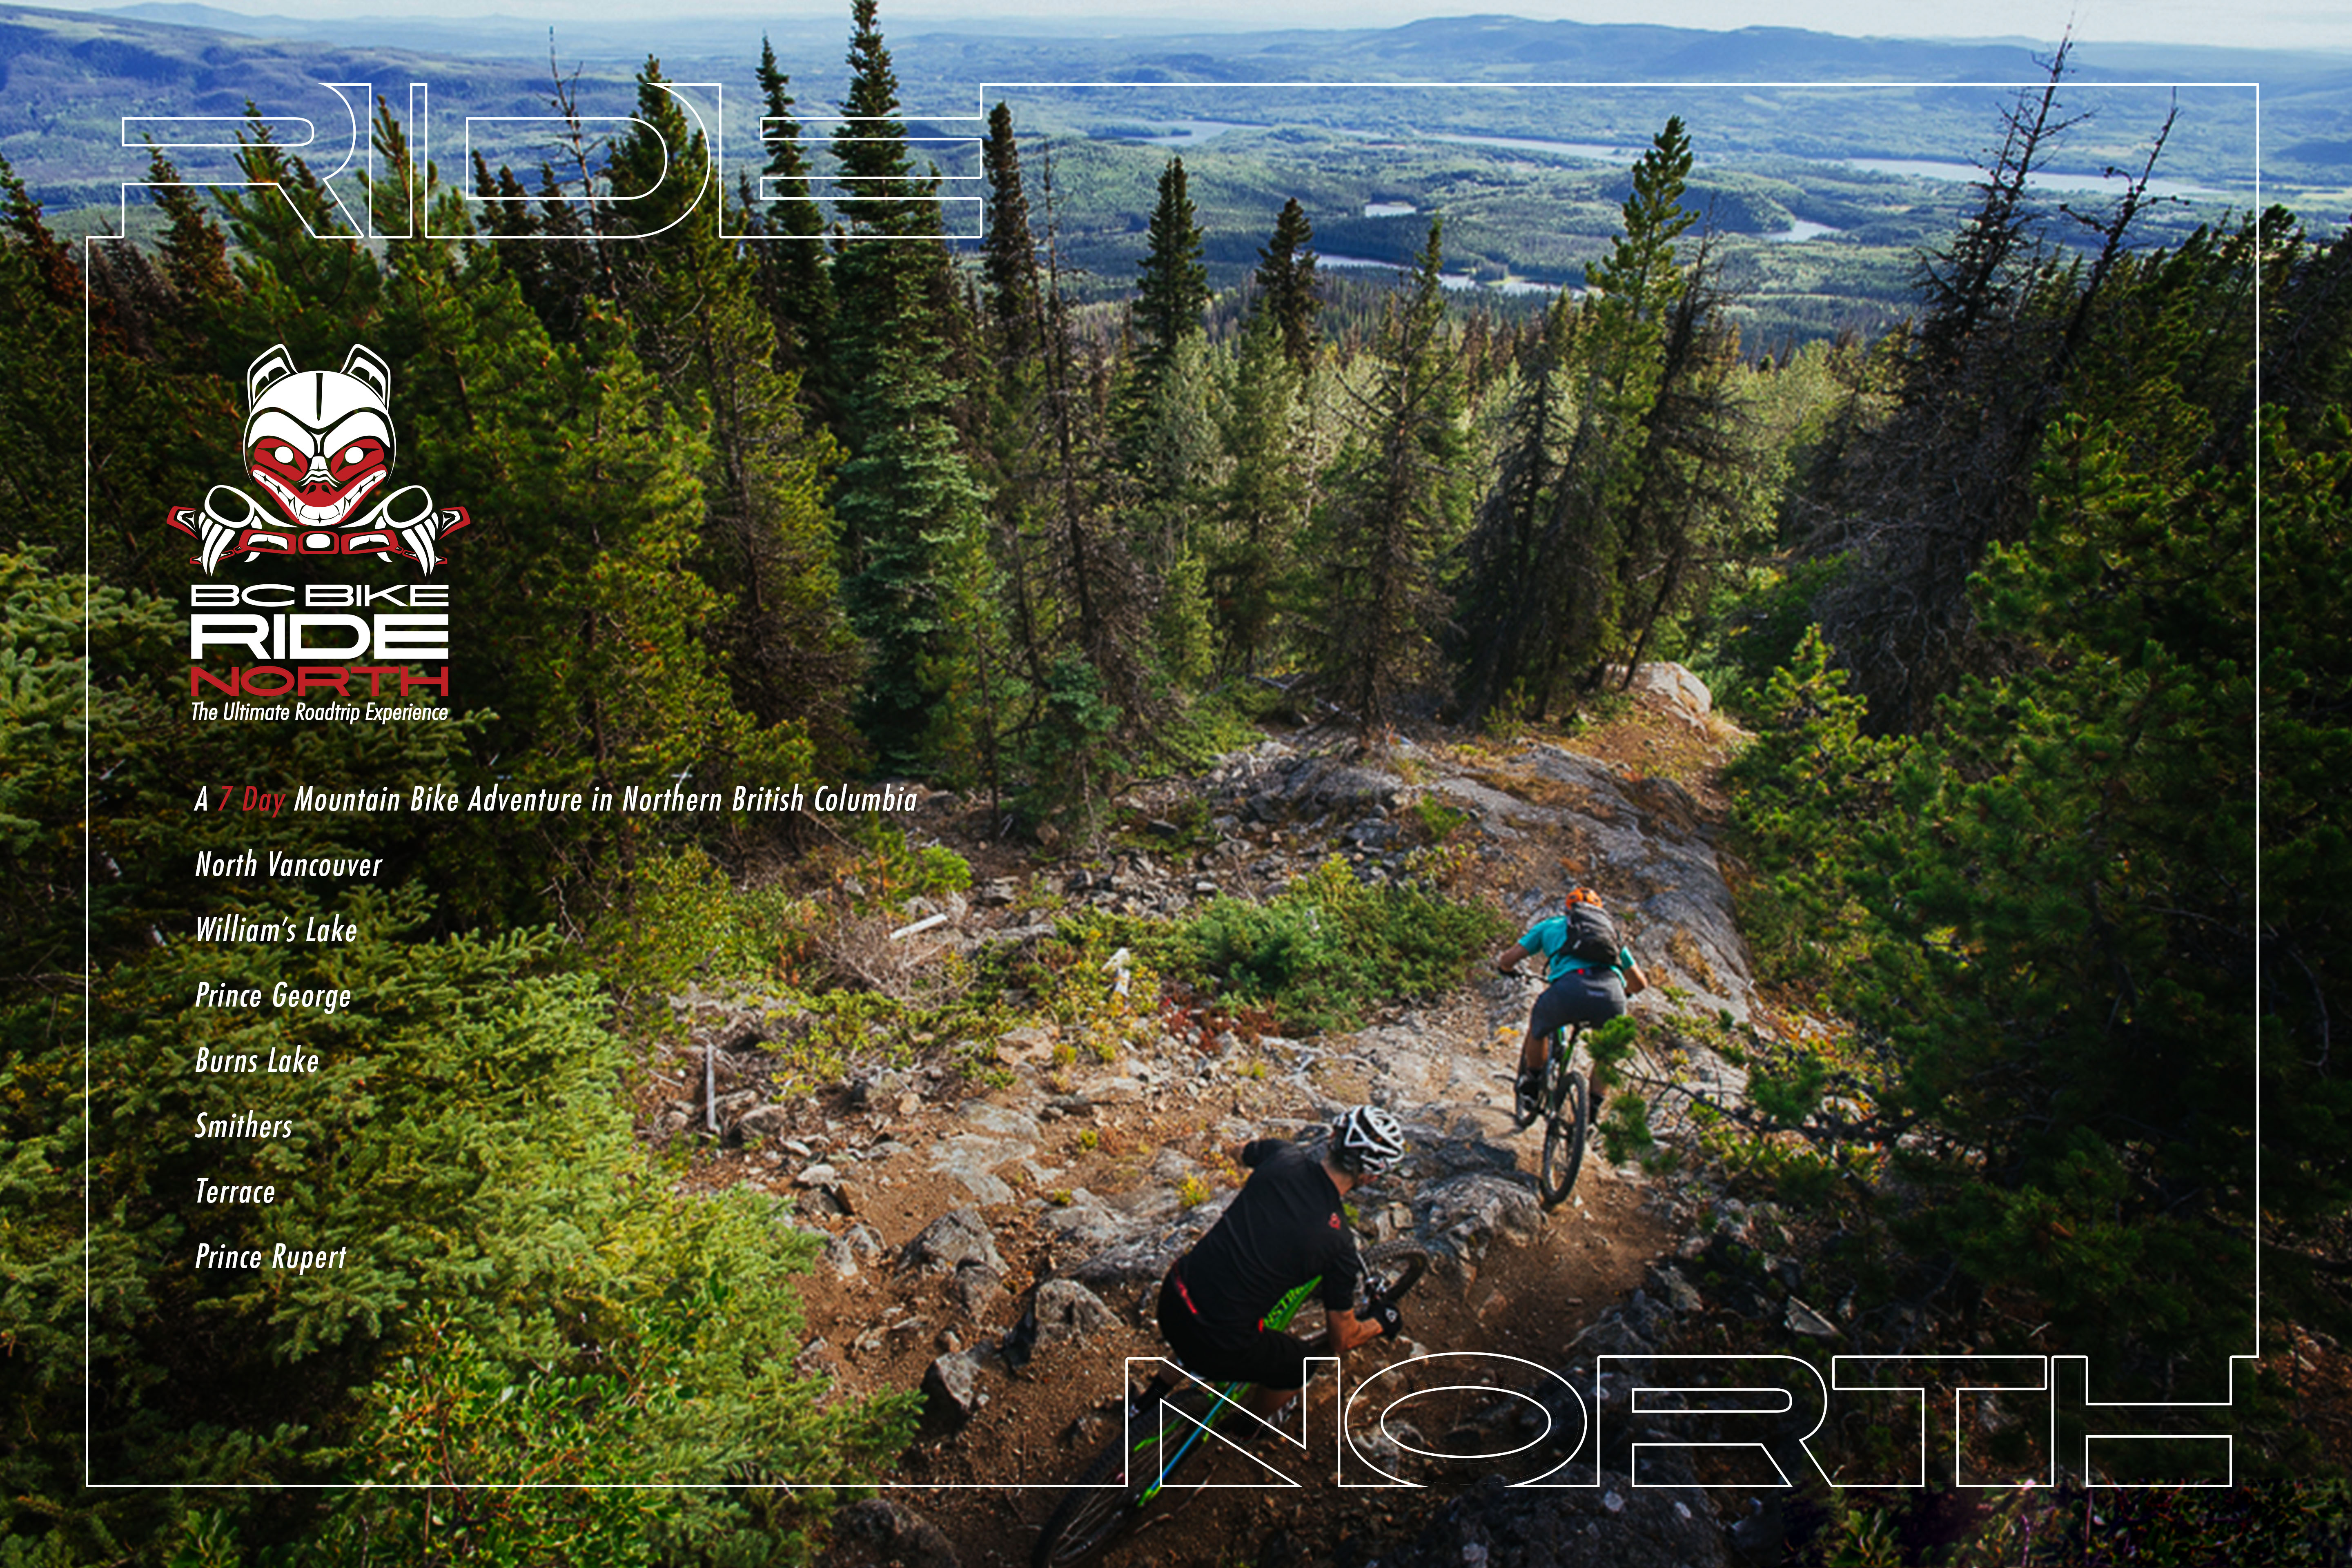 RIDE
BC BIKE
RIDE
NORTH
The Ultimate Roadtrip Experience
A 7 Day Mountain Bike Adventure in Northern British Columbia
North Vancouver
William's Lake
Prince George
Burns Lake
Smithers
Terrace
Prince Rupert
NORTH